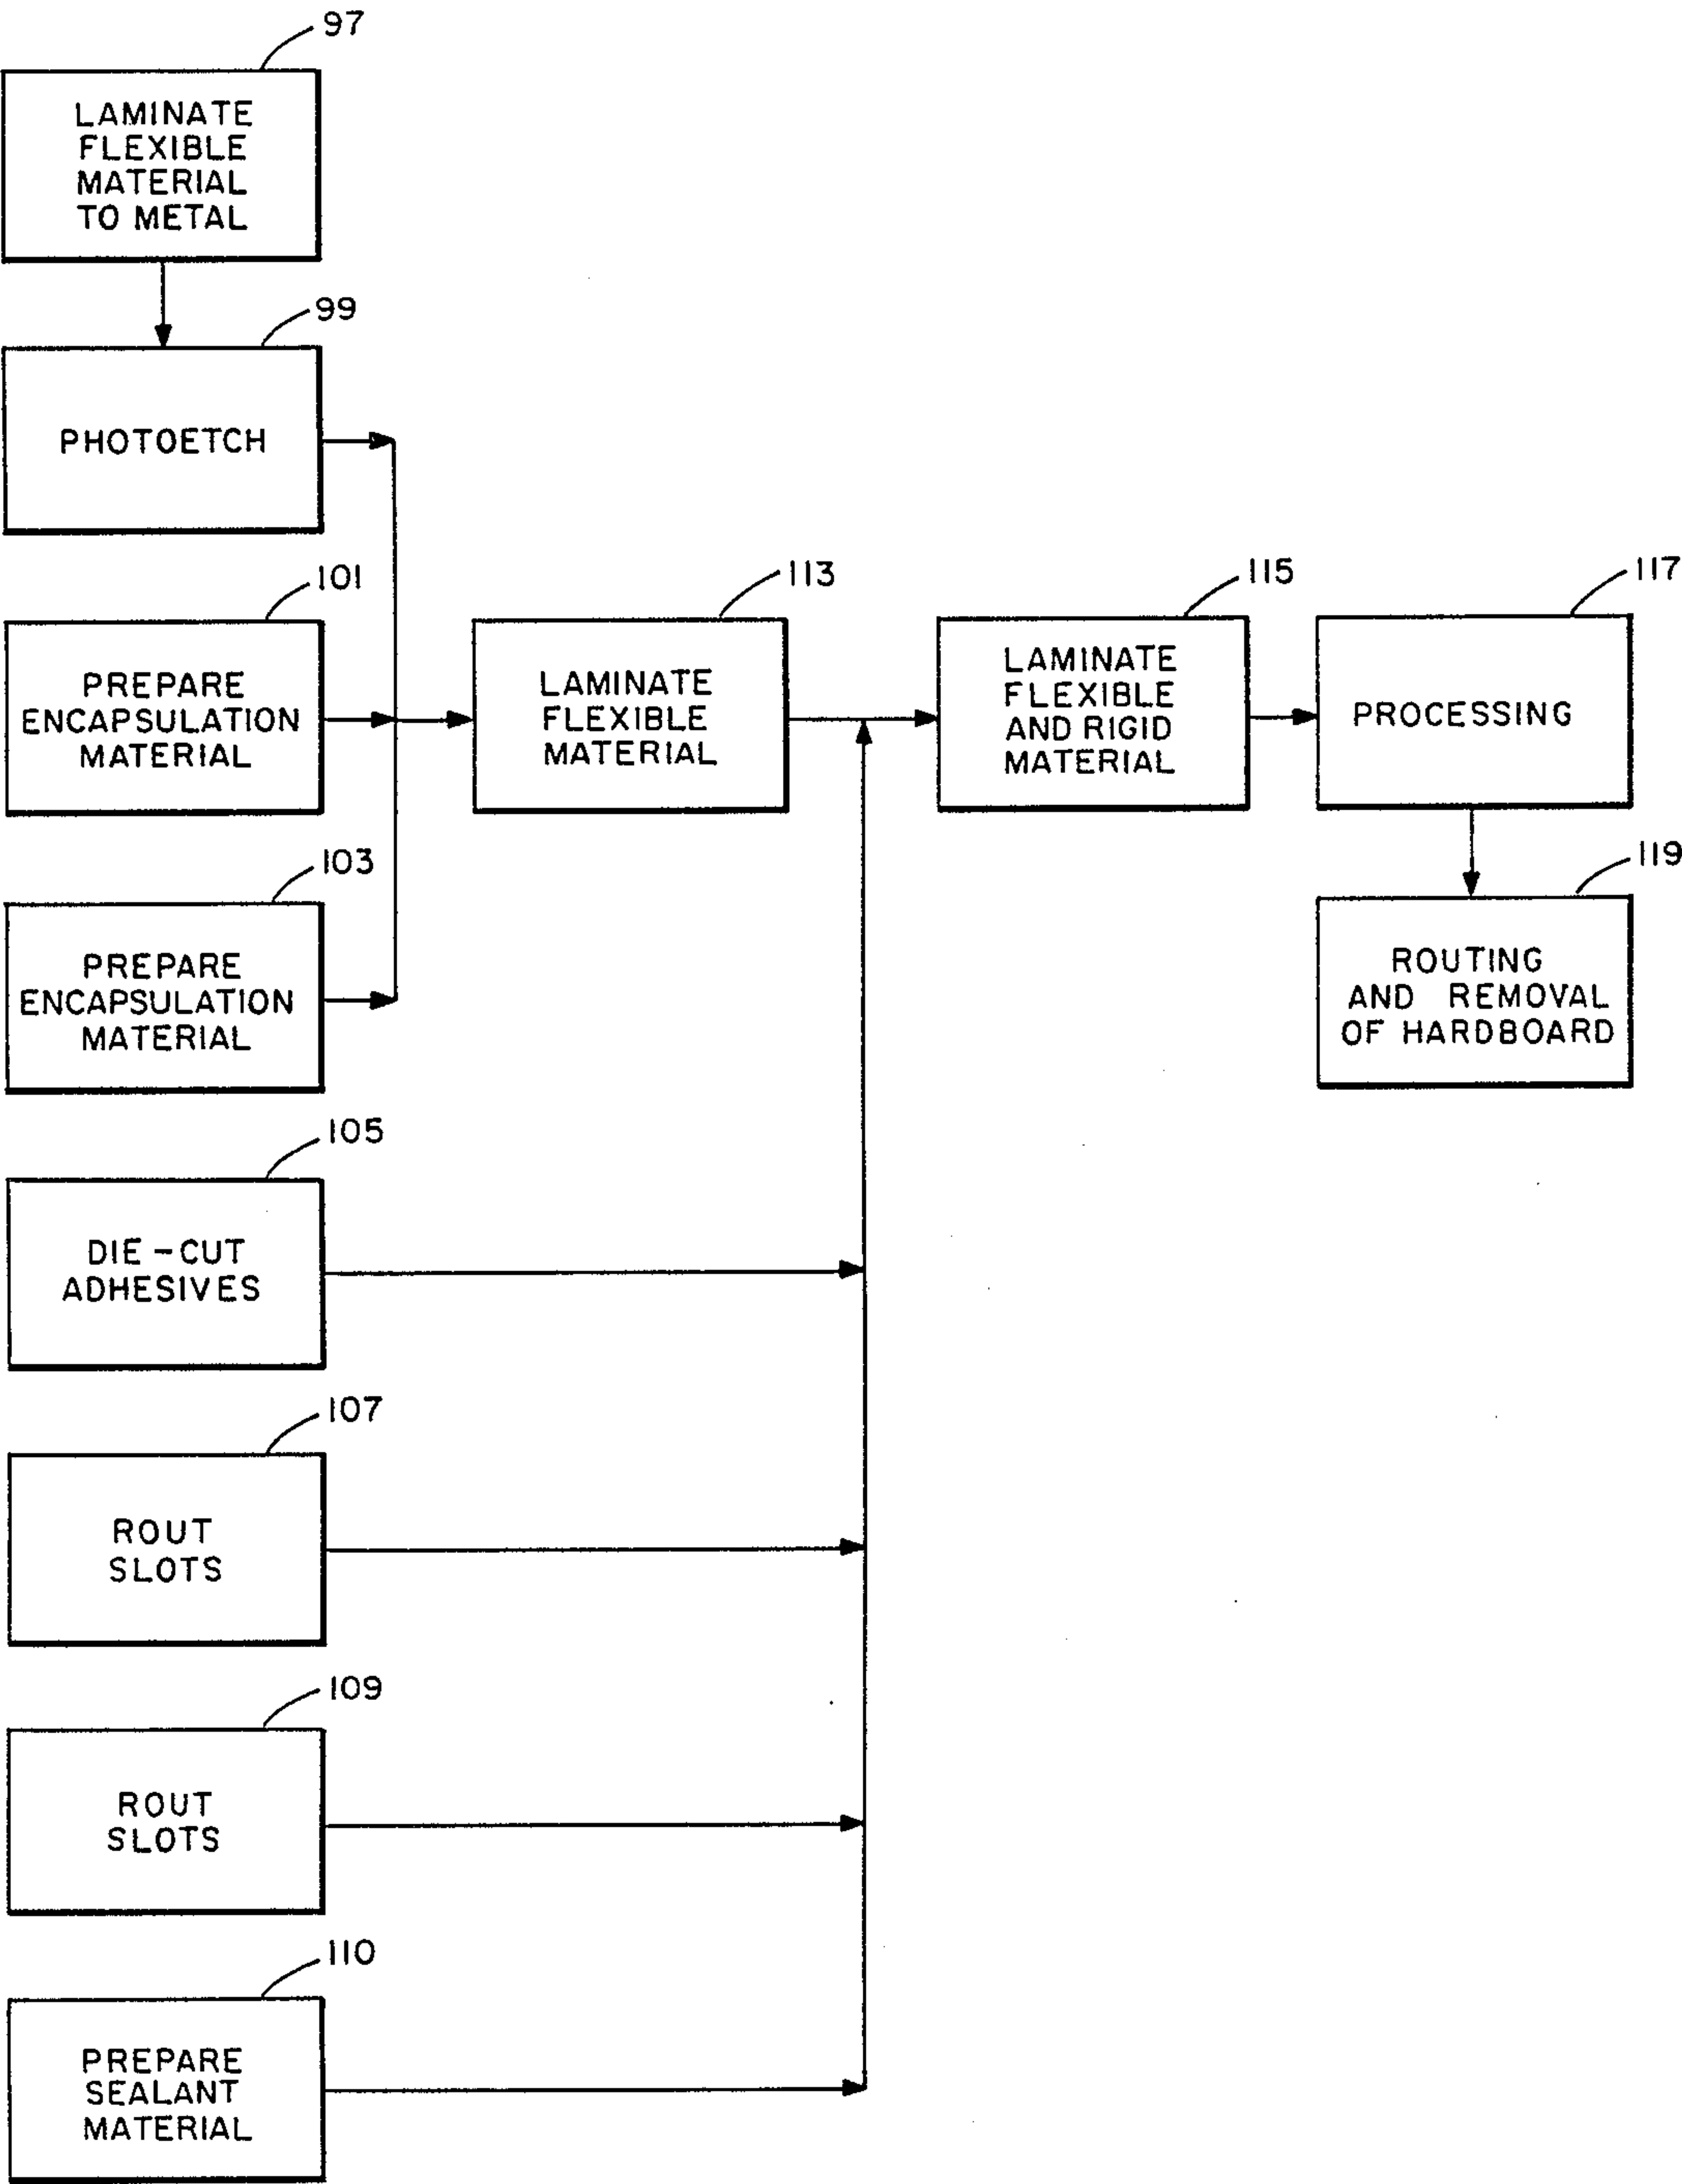 97
LAMINATE
FLEXIBLE
MATERIAL
TO METAL
99
PHOTOETCH
101
PREPARE
ENCAPSULATION
MATERIAL
103
PREPARE
ENCAPSULATION
MATERIAL
105
DIE-CUT
ADHESIVES
107
ROUT
SLOTS
109
ROUT
SLOTS
110
PREPARE
SEALANT
MATERIAL
113
LAMINATE
FLEXIBLE
MATERIAL
115
LAMINATE
FLEXIBLE
AND RIGID
MATERIAL
117
PROCESSING
119
ROUTING
AND REMOVAL
OF HARDBOARD